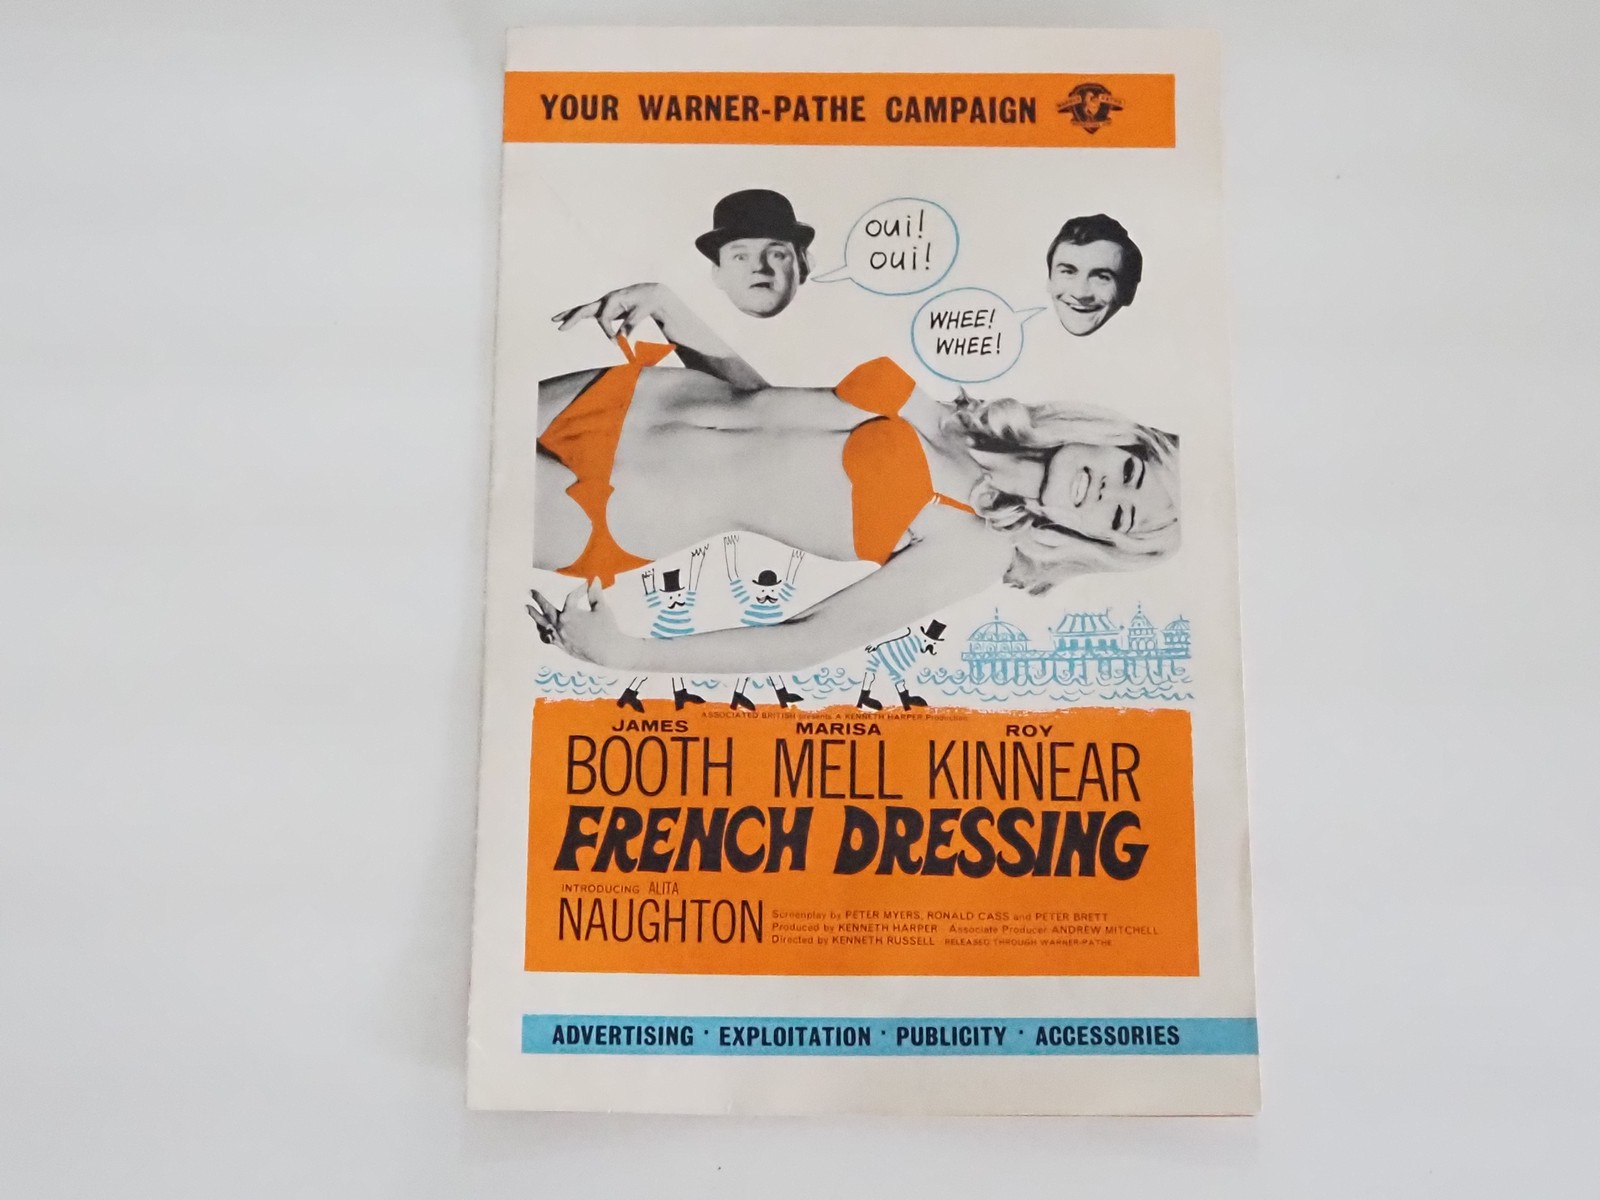 YOUR WARNER-PATHE CAMPAIGN
WARNER PATHE
OUI!
OUI!
WHEE!
WHEE!
ASSOCIATED BRITISH presents A KENNETH HARPER Production
JAMES MARISA ROY
BOOTH MELL KINNEAR
FRENCH DRESSING
INTRODUCING ALITA
NAUGHTON
Screenplay by PETER MYERS, RONALD CASS and PETER BRETT
Produced by KENNETH HARPER Associate Producer ANDREW MITCHELL
Directed by KENNETH RUSSELL RELEASED THROUGH WARNER-PATHE
ADVERTISING · EXPLOITATION · PUBLICITY · ACCESSORIES